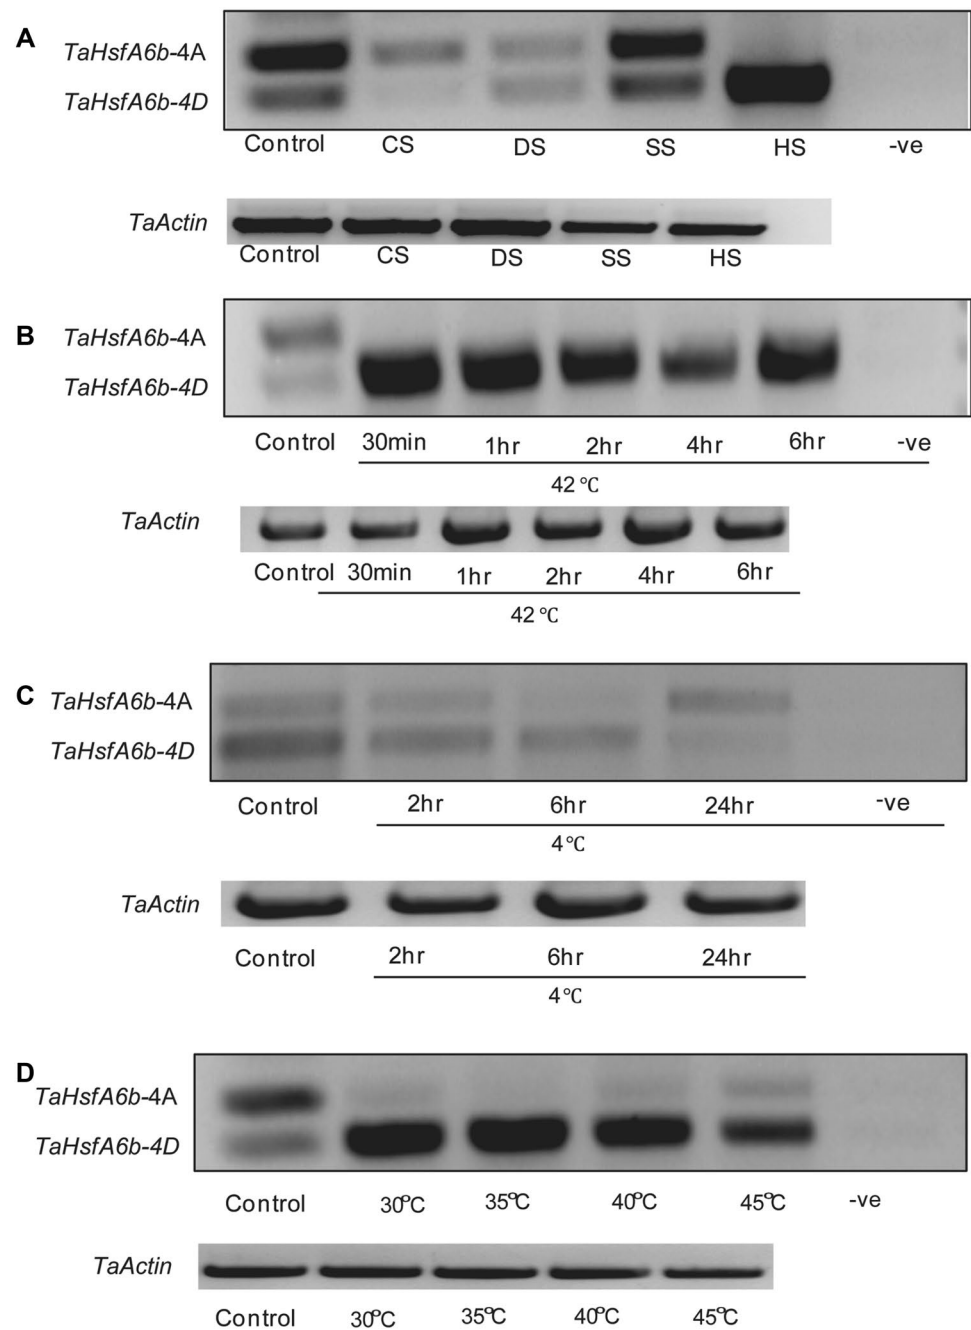 A
TaHsfA6b-4A
TaHsfA6b-4D
Control CS DS SS HS -ve
TaActin
Control CS DS SS HS
B
TaHsfA6b-4A
TaHsfA6b-4D
Control 30min 1hr 2hr 4hr 6hr -ve
42 °C
TaActin
Control 30min 1hr 2hr 4hr 6hr
42 °C
C
TaHsfA6b-4A
TaHsfA6b-4D
Control 2hr 6hr 24hr -ve
4 °C
TaActin
Control 2hr 6hr 24hr
4 °C
D
TaHsfA6b-4A
TaHsfA6b-4D
Control 30°C 35°C 40°C 45°C -ve
TaActin
Control 30°C 35°C 40°C 45°C